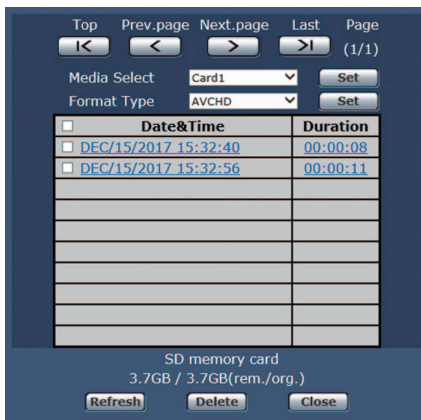 Top Prev.page Next.page Last Page
|< < > >| (1/1)
Media Select Card1 Set
Format Type AVCHD Set
Date&Time Duration
DEC/15/2017 15:32:40 00:00:08
DEC/15/2017 15:32:56 00:00:11
SD memory card
3.7GB / 3.7GB(rem./org.)
Refresh Delete Close